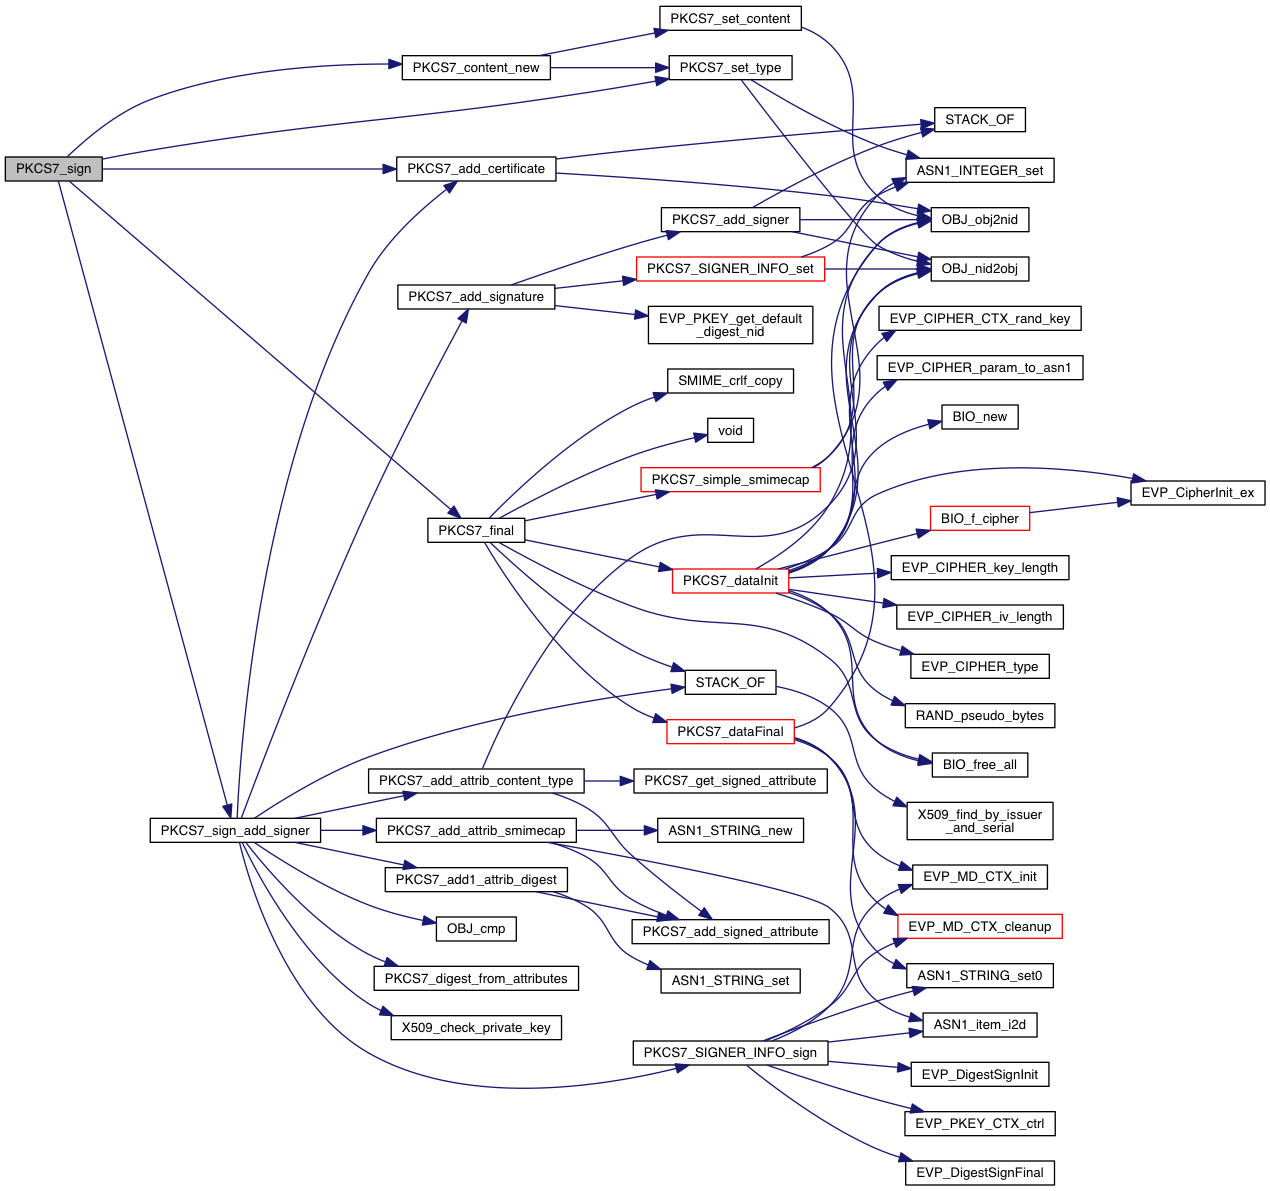 PKCS7_set_content
PKCS7_content_new
PKCS7_set_type
STACK_OF
PKCS7_sign
PKCS7_add_certificate
ASN1_INTEGER_set
PKCS7_add_signer
OBJ_obj2nid
PKCS7_SIGNER_INFO_set
OBJ_nid2obj
PKCS7_add_signature
EVP_PKEY_get_default
_digest_nid
EVP_CIPHER_CTX_rand_key
EVP_CIPHER_param_to_asn1
SMIME_crlf_copy
BIO_new
void
PKCS7_simple_smimecap
EVP_CipherInit_ex
BIO_f_cipher
PKCS7_final
EVP_CIPHER_key_length
PKCS7_dataInit
EVP_CIPHER_iv_length
EVP_CIPHER_type
STACK_OF
RAND_pseudo_bytes
PKCS7_dataFinal
BIO_free_all
PKCS7_add_attrib_content_type
PKCS7_get_signed_attribute
X509_find_by_issuer
_and_serial
PKCS7_sign_add_signer
PKCS7_add_attrib_smimecap
ASN1_STRING_new
PKCS7_add1_attrib_digest
EVP_MD_CTX_init
OBJ_cmp
PKCS7_add_signed_attribute
EVP_MD_CTX_cleanup
PKCS7_digest_from_attributes
ASN1_STRING_set
ASN1_STRING_set0
X509_check_private_key
ASN1_item_i2d
PKCS7_SIGNER_INFO_sign
EVP_DigestSignInit
EVP_PKEY_CTX_ctrl
EVP_DigestSignFinal